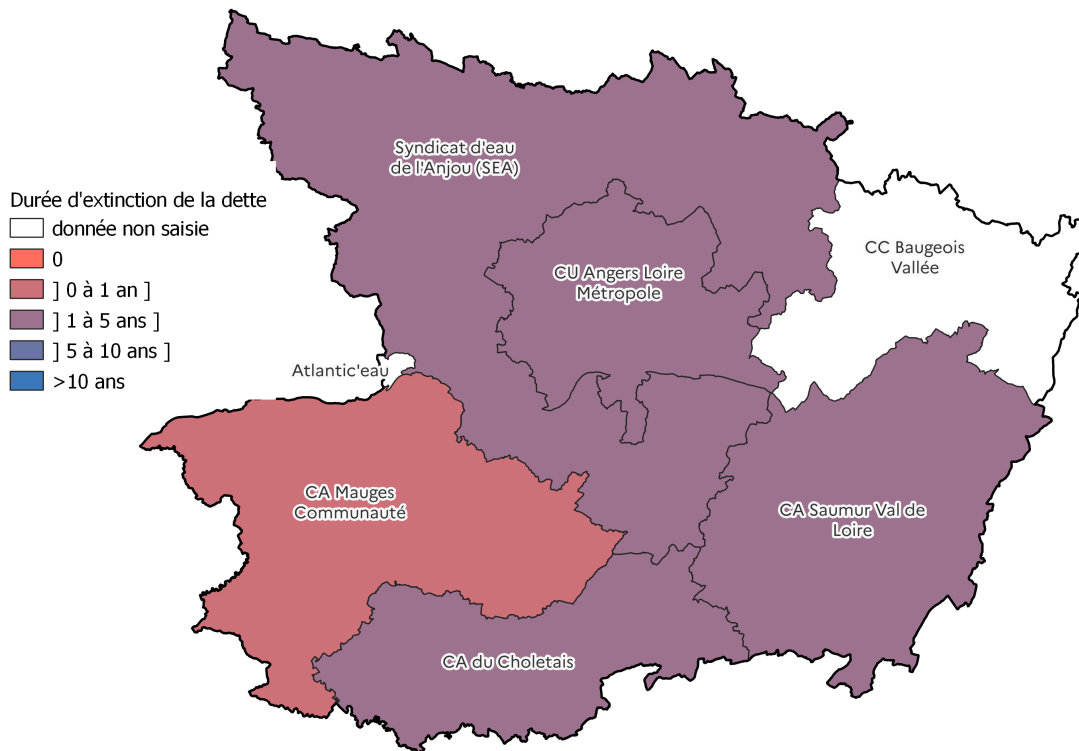 Durée d'extinction de la dette
donnée non saisie
0
] 0 à 1 an ]
] 1 à 5 ans ]
] 5 à 10 ans ]
>10 ans
Syndicat d'eau
de l'Anjou (SEA)
CC Baugeois
Vallée
CU Angers Loire
Métropole
Atlantic'eau
CA Mauges
Communauté
CA Saumur Val de
Loire
CA du Choletais